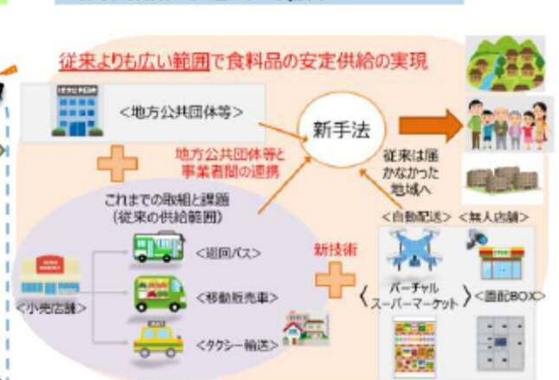 従来よりも広い範囲で食料品の安定供給の実現
<地方公共団体等>
新手法
地方公共団体等と
事業者間の連携
従来は届
かなかった
地域へ
これまでの取組と課題
(従来の供給範囲)
<小売店舗>
<巡回バス>
<移動販売車>
<タクシー輸送>
新技術
<自動配送>
<無人店舗>
バーチャル
スーパーマーケット
<宅配BOX>